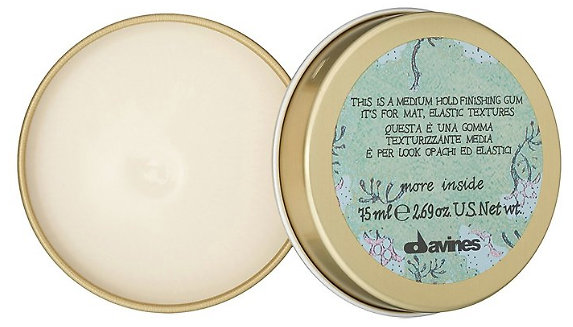 THIS IS A MEDIUM HOLD FINISHING GUM
IT'S FOR MAT, ELASTIC TEXTURES
QUESTA È UNA GOMMA
TEXTURIZZANTE MEDIA
È PER LOOK OPACHI ED ELASTICI
more inside
75 ml e 2.69 oz. U.S. Net wt.
davines